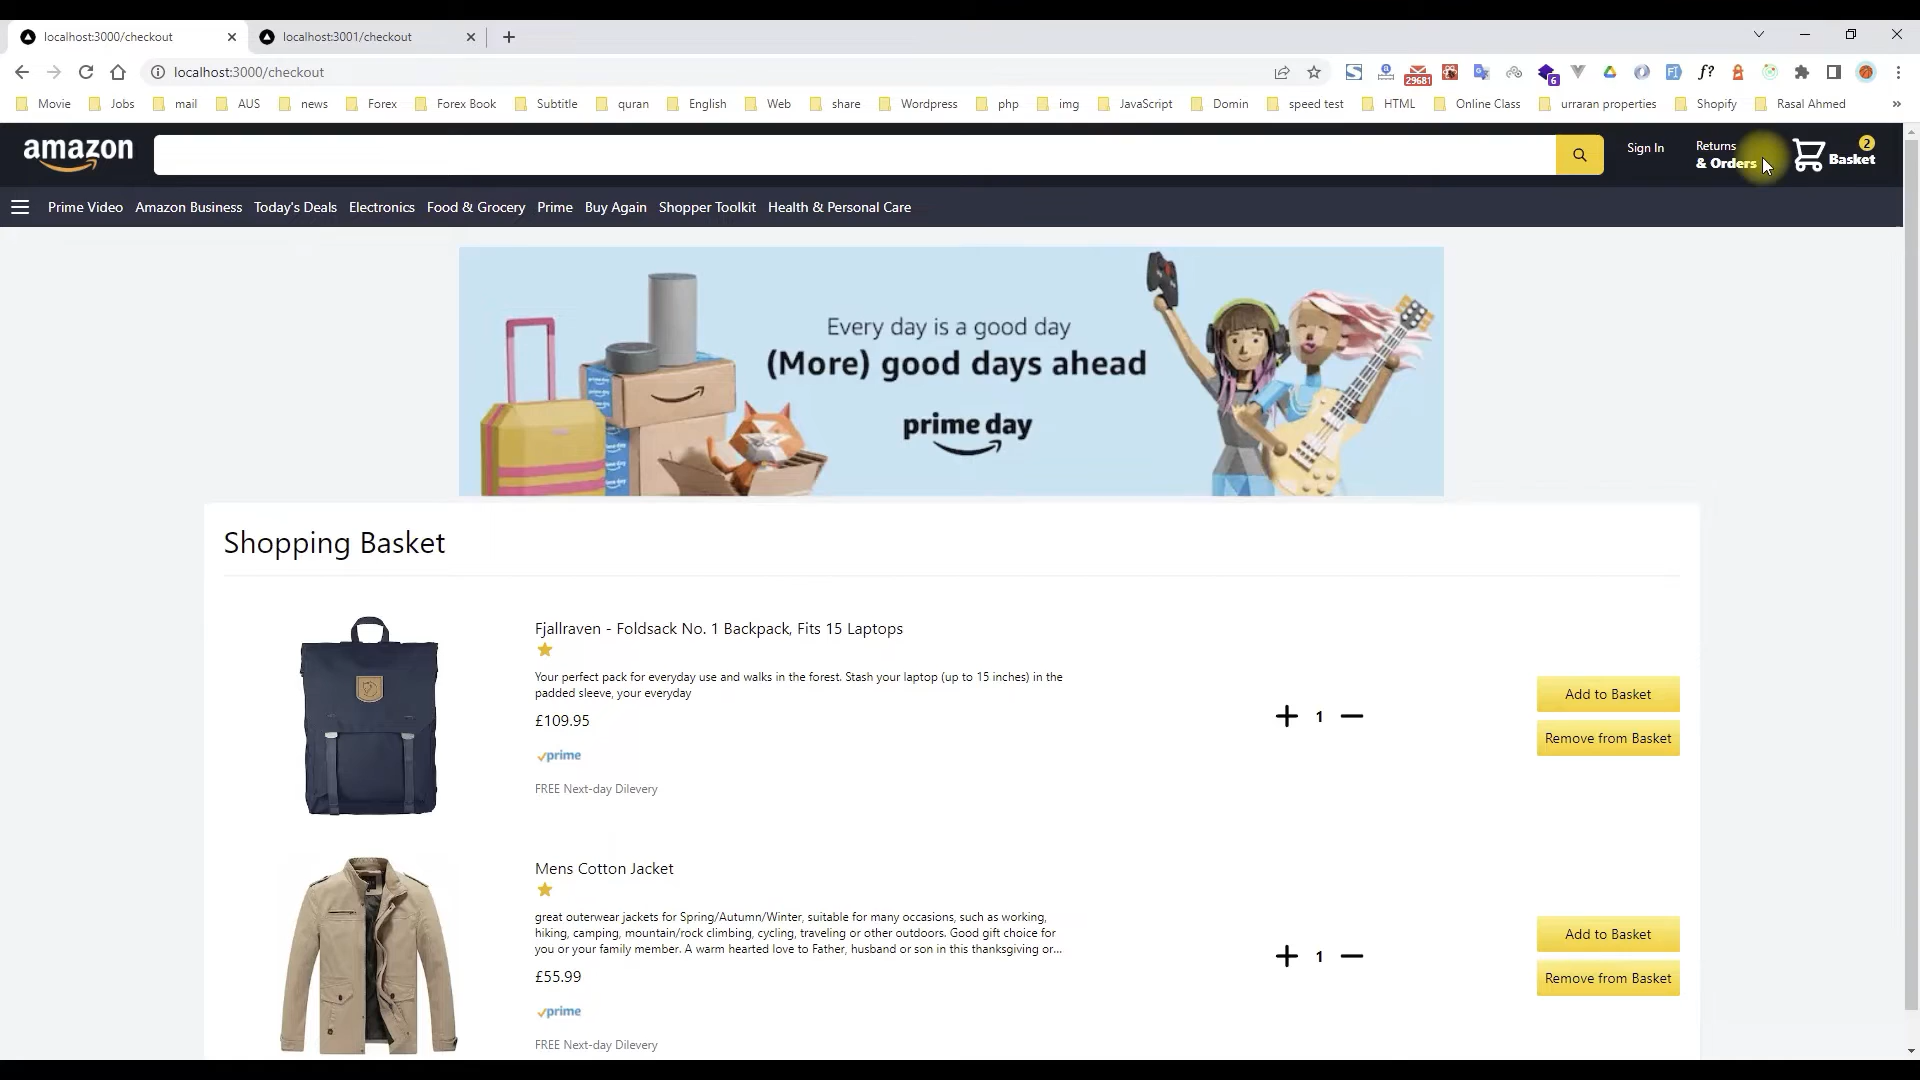 localhost:3000/checkout
localhost:3001/checkout
localhost:3000/checkout
29681
6
f?
Movie Jobs mail AUS news Forex Forex Book Subtitle quran English Web share Wordpress php img JavaScript Domin speed test HTML Online Class urraran properties Shopify Rasal Ahmed
amazon
Sign In
Returns
& Orders
2
Basket
Prime Video Amazon Business Today's Deals Electronics Food & Grocery Prime Buy Again Shopper Toolkit Health & Personal Care
Every day is a good day
(More) good days ahead
prime day
Shopping Basket
Fjallraven - Foldsack No. 1 Backpack, Fits 15 Laptops
Your perfect pack for everyday use and walks in the forest. Stash your laptop (up to 15 inches) in the
padded sleeve, your everyday
£109.95
prime
FREE Next-day Dilevery
1
Add to Basket
Remove from Basket
Mens Cotton Jacket
great outerwear jackets for Spring/Autumn/Winter, suitable for many occasions, such as working,
hiking, camping, mountain/rock climbing, cycling, traveling or other outdoors. Good gift choice for
you or your family member. A warm hearted love to Father, husband or son in this thanksgiving or...
£55.99
prime
FREE Next-day Dilevery
1
Add to Basket
Remove from Basket